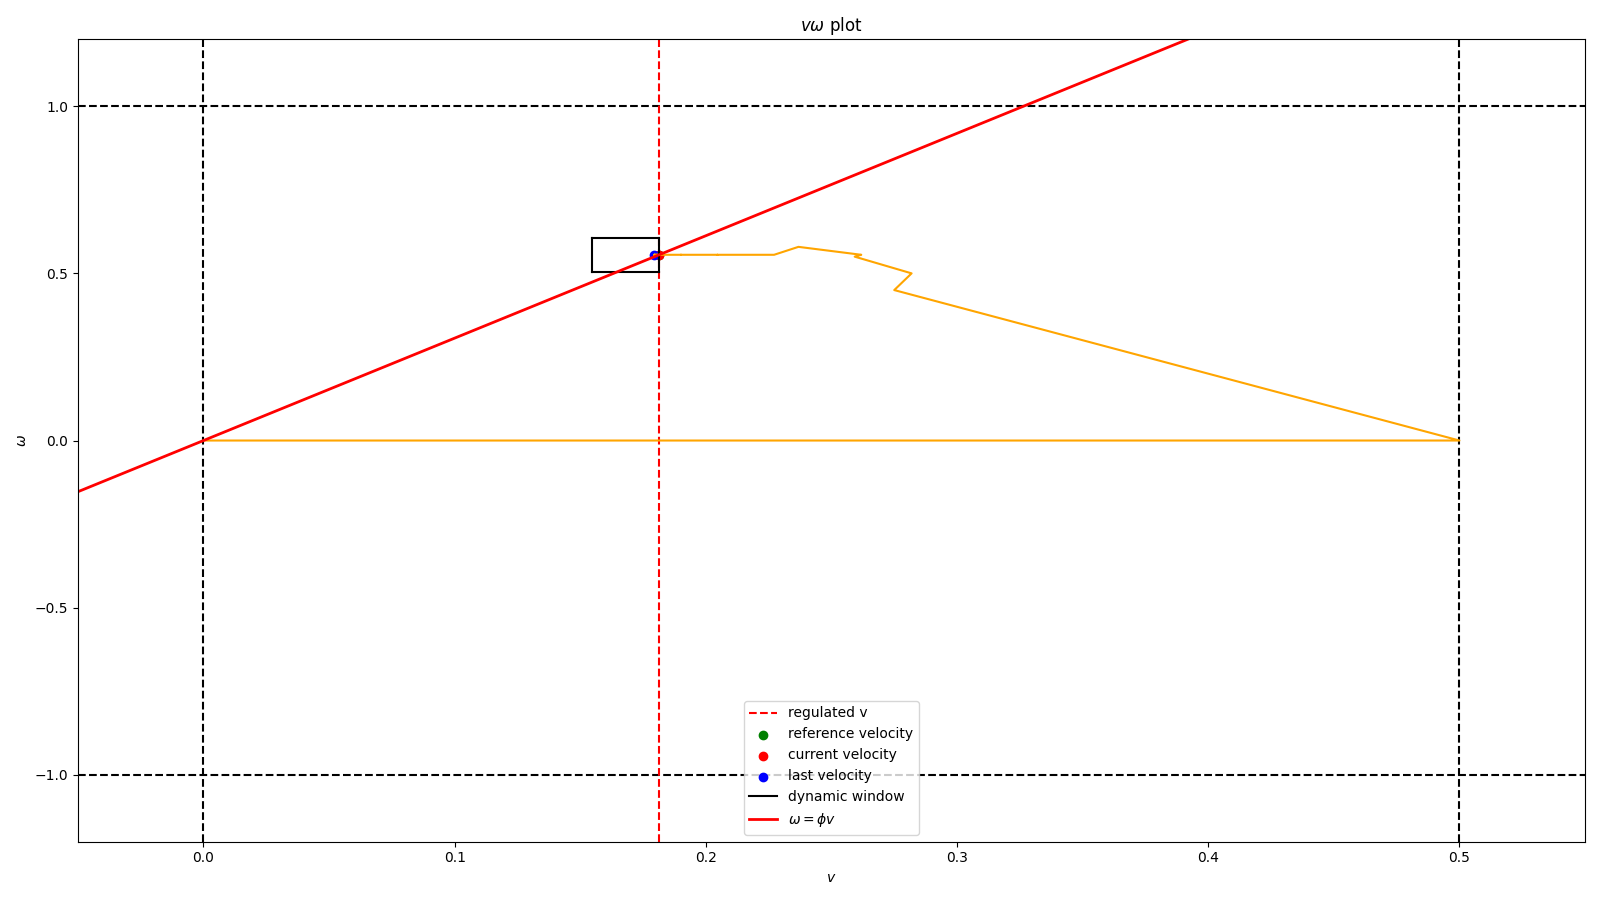 vω plot
1.0
0.5
0.0
−0.5
−1.0
ω
0.0 0.1 0.2 0.3 0.4 0.5
v
regulated v
reference velocity
current velocity
last velocity
dynamic window
ω = ϕv